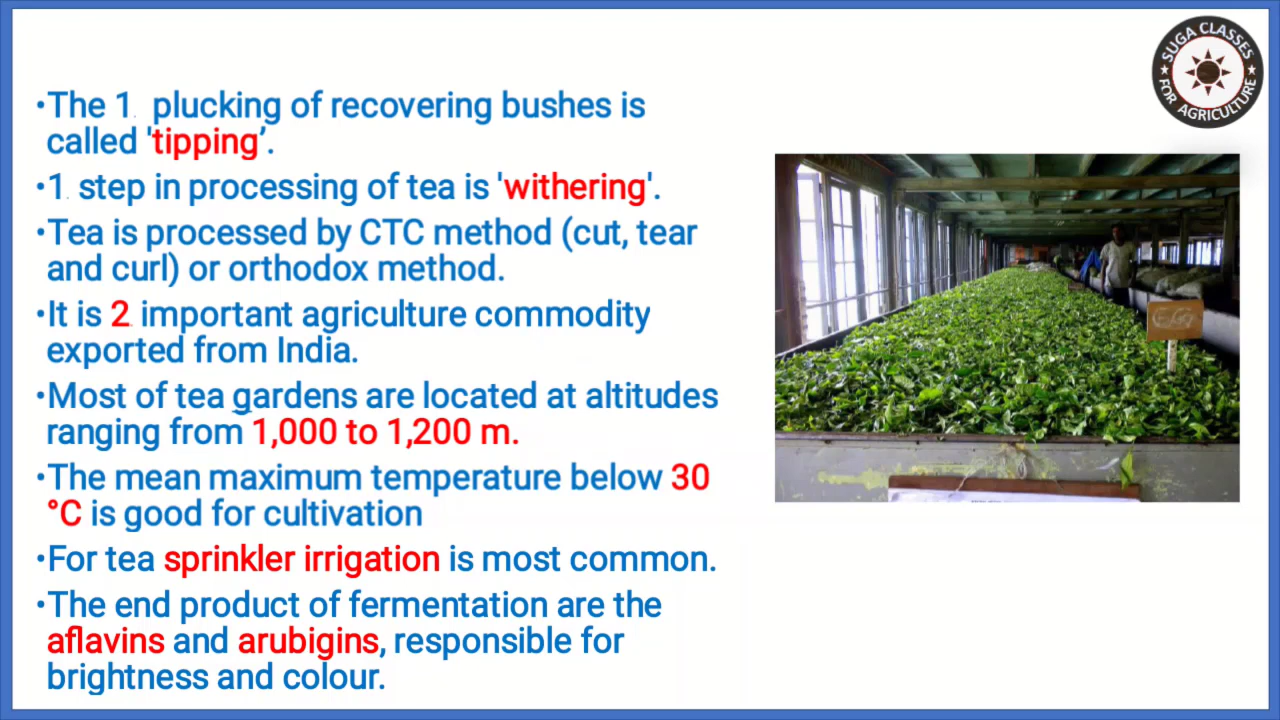 SUGA CLASSES
FOR AGRICULTURE
•The 1 plucking of recovering bushes is
called 'tipping’.
•1 step in processing of tea is 'withering'.
•Tea is processed by CTC method (cut, tear
and curl) or orthodox method.
•It is 2 important agriculture commodity
exported from India.
•Most of tea gardens are located at altitudes
ranging from 1,000 to 1,200 m.
•The mean maximum temperature below 30
°C is good for cultivation
•For tea sprinkler irrigation is most common.
•The end product of fermentation are the
aflavins and arubigins, responsible for
brightness and colour.